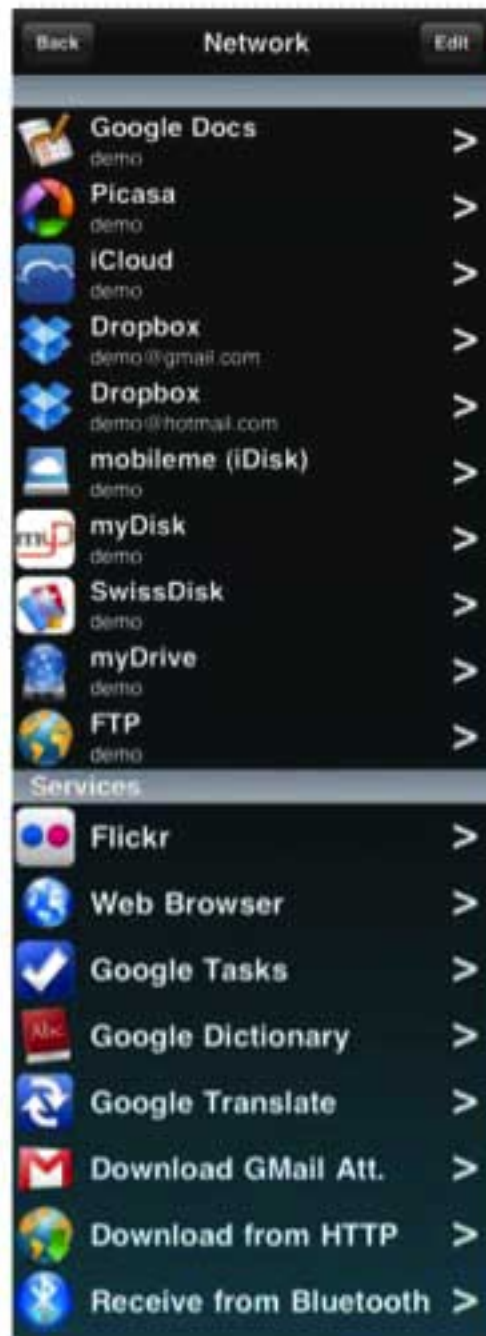 Back Network Edit
Google Docs >
demo
Picasa >
demo
iCloud >
demo
Dropbox >
demo@gmail.com
Dropbox >
demo@hotmail.com
mobileme (iDisk) >
demo
myDisk >
demo
SwissDisk >
demo
myDrive >
demo
FTP >
demo
Services
Flickr >
Web Browser >
Google Tasks >
Abc Google Dictionary >
Google Translate >
Download GMail Att. >
Download from HTTP >
Receive from Bluetooth >